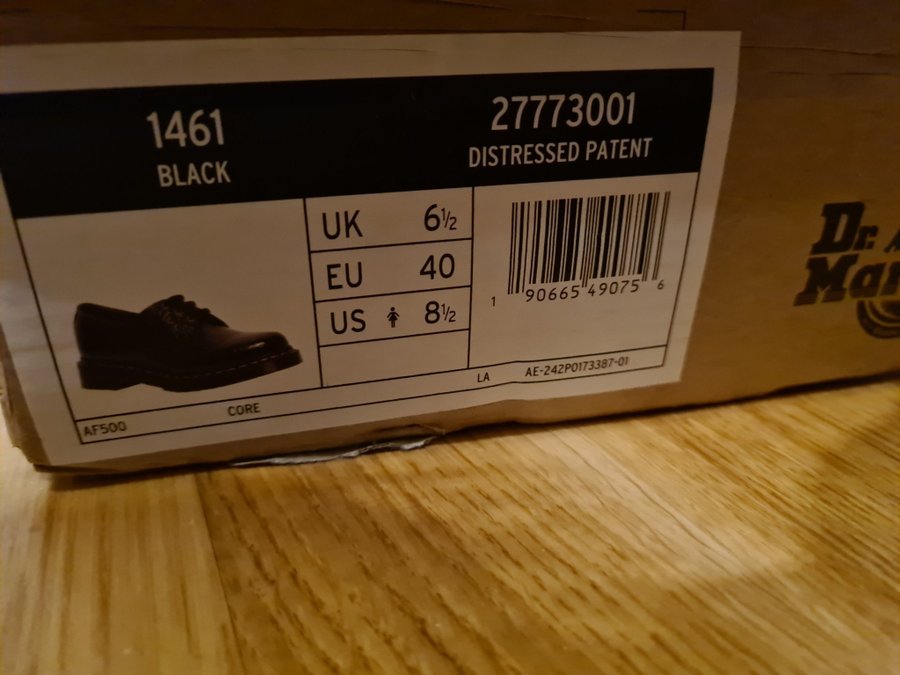 1461
BLACK
27773001
DISTRESSED PATENT
UK 6½
EU 40
US 8½
1 90665 49075 6
AF500
CORE
LA
AE-242P0173387-01
Dr.